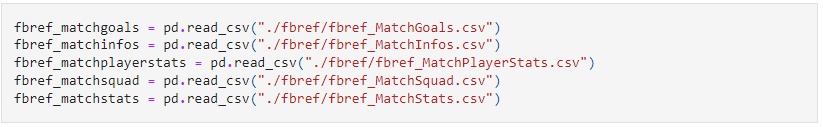 fbref_matchgoals = pd.read_csv("./fbref/fbref_MatchGoals.csv")
fbref_matchinfos = pd.read_csv("./fbref/fbref_MatchInfos.csv")
fbref_matchplayerstats = pd.read_csv("./fbref/fbref_MatchPlayerStats.csv")
fbref_matchsquad = pd.read_csv("./fbref/fbref_MatchSquad.csv")
fbref_matchstats = pd.read_csv("./fbref/fbref_MatchStats.csv")